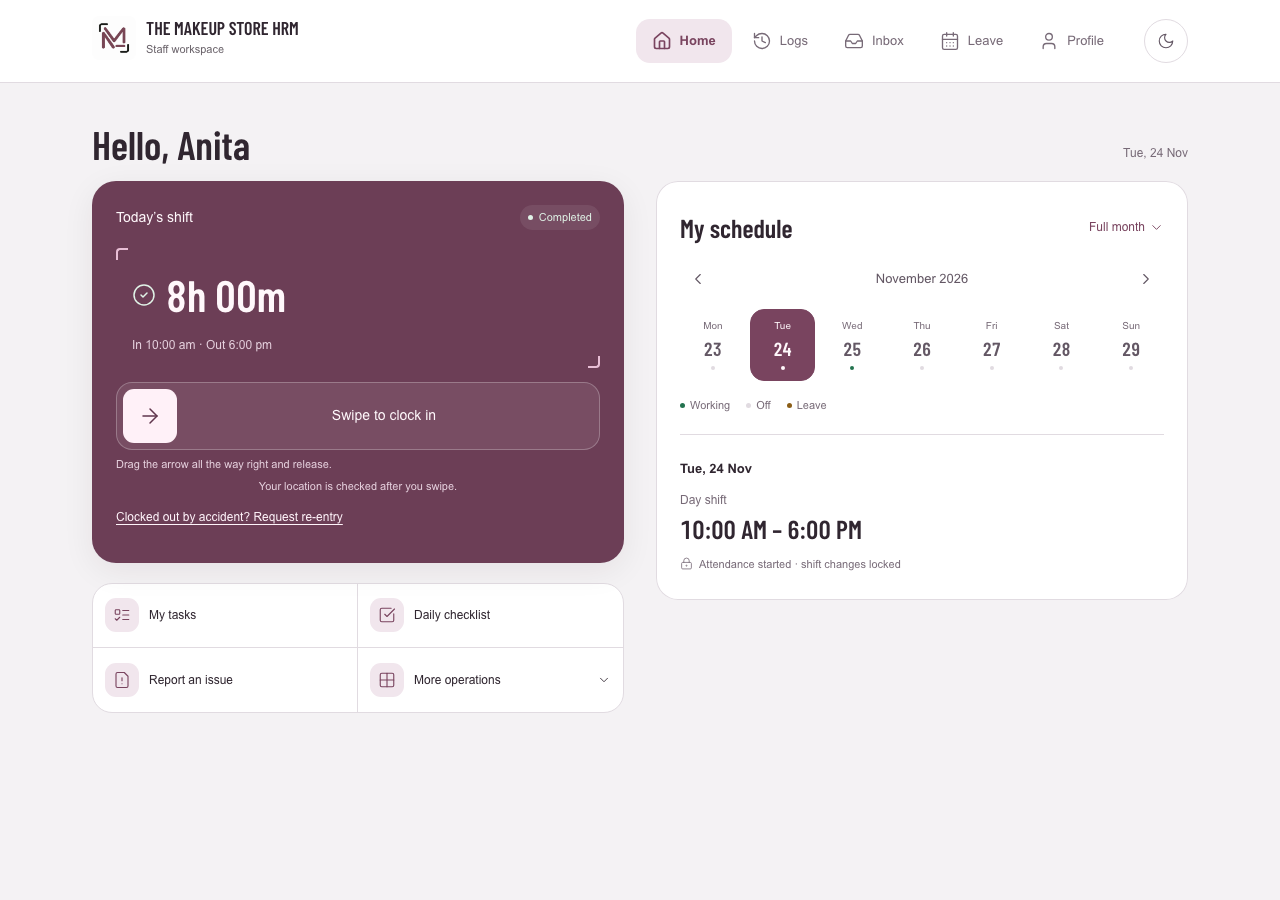 THE MAKEUP STORE HRM
Staff workspace
Home
Logs
Inbox
Leave
Profile
Hello, Anita
Tue, 24 Nov
Today's shift
Completed
8h 00m
In 10:00 am · Out 6:00 pm
Swipe to clock in
Drag the arrow all the way right and release.
Your location is checked after you swipe.
Clocked out by accident? Request re-entry
My tasks
Daily checklist
Report an issue
More operations
My schedule
Full month
November 2026
Mon Tue Wed Thu Fri Sat Sun
23 24 25 26 27 28 29
Working Off Leave
Tue, 24 Nov
Day shift
10:00 AM – 6:00 PM
Attendance started · shift changes locked